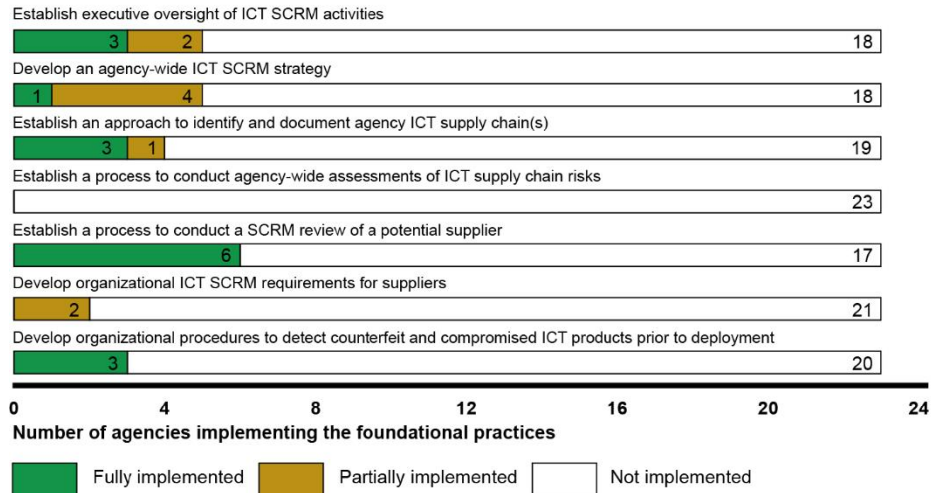 Establish executive oversight of ICT SCRM activities
3 2 18
Develop an agency-wide ICT SCRM strategy
1 4 18
Establish an approach to identify and document agency ICT supply chain(s)
3 1 19
Establish a process to conduct agency-wide assessments of ICT supply chain risks
23
Establish a process to conduct a SCRM review of a potential supplier
6 17
Develop organizational ICT SCRM requirements for suppliers
2 21
Develop organizational procedures to detect counterfeit and compromised ICT products prior to deployment
3 20
0 4 8 12 16 20 24
Number of agencies implementing the foundational practices
Fully implemented Partially implemented Not implemented